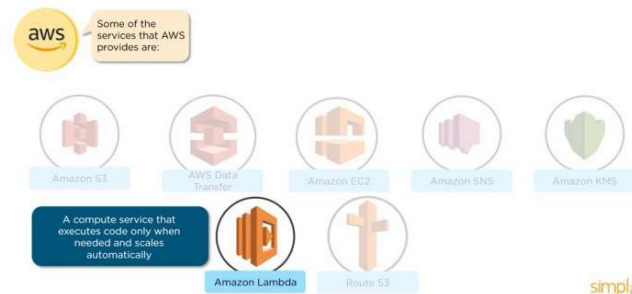 aws
Some of the
services that AWS
provides are:
Amazon S3
AWS Data
Transfer
Amazon EC2
Amazon SNS
Amazon KMS
A compute service that
executes code only when
needed and scales
automatically
Amazon Lambda
Route 53